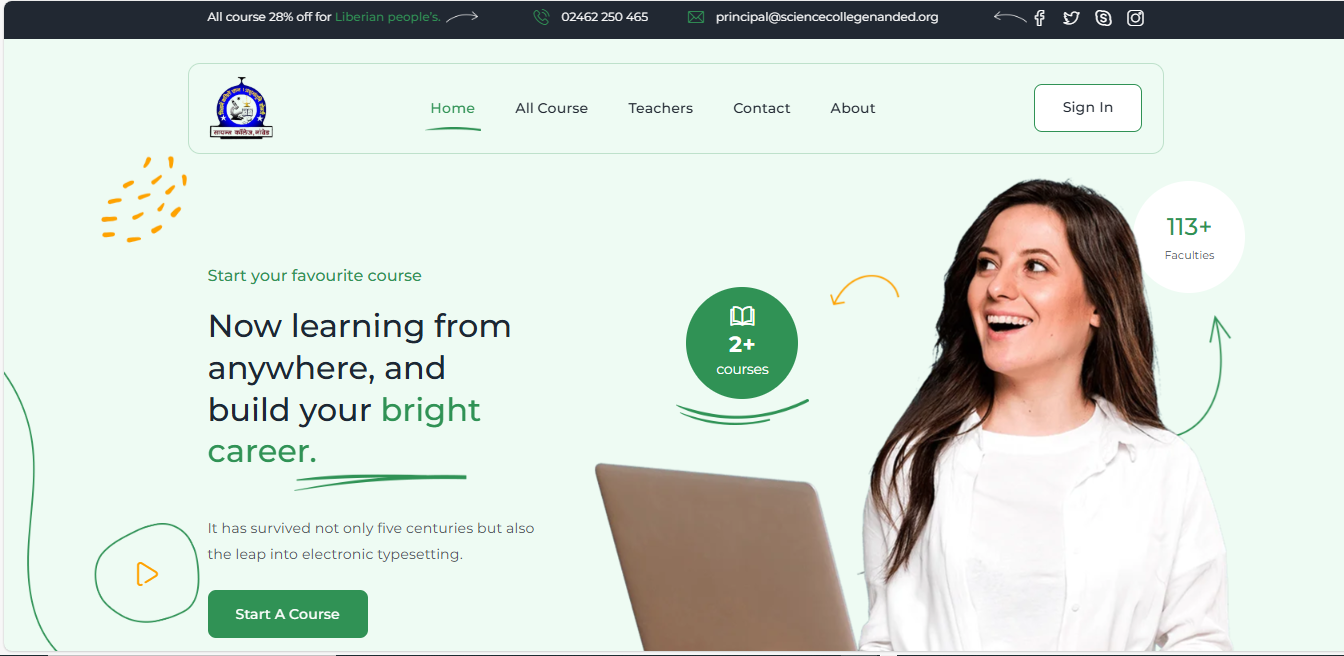 All course 28% off for Liberian people's.
02462 250 465
principal@sciencecollegenanded.org
सायन्स कॉलेज, नांदेड
Home
All Course
Teachers
Contact
About
Sign In
113+
Faculties
Start your favourite course
Now learning from
anywhere, and
build your bright
career.
2+
courses
It has survived not only five centuries but also
the leap into electronic typesetting.
Start A Course